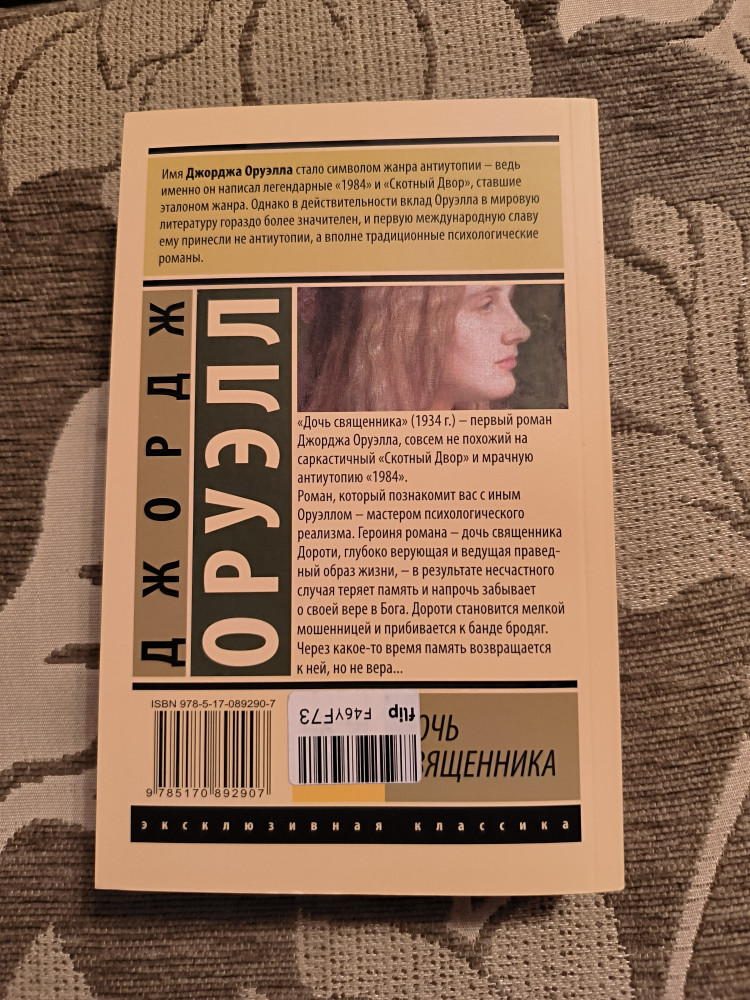 Имя Джорджа Оруэлла стало символом жанра антиутопии – ведь
именно он написал легендарные «1984» и «Скотный Двор», ставшие
эталоном жанра. Однако в действительности вклад Оруэлла в мировую
литературу гораздо более значителен, и первую международную славу
ему принесли не антиутопии, а вполне традиционные психологические
романы.
ДЖОРДЖ
ОРУЭЛЛ
«Дочь священника» (1934 г.) – первый роман
Джорджа Оруэлла, совсем не похожий на
саркастичный «Скотный Двор» и мрачную
антиутопию «1984».
Роман, который познакомит вас с иным
Оруэллом – мастером психологического
реализма. Героиня романа – дочь священника
Дороти, глубоко верующая и ведущая правед-
ный образ жизни, – в результате несчастного
случая теряет память и напрочь забывает
о своей вере в Бога. Дороти становится мелкой
мошенницей и прибивается к банде бродяг.
Через какое-то время память возвращается
к ней, но не вера...
ISBN 978-5-17-089290-7
9 785170 892907
flip F46YF73
ОЧЬ
ВЯЩЕННИКА
эксклюзивная классика